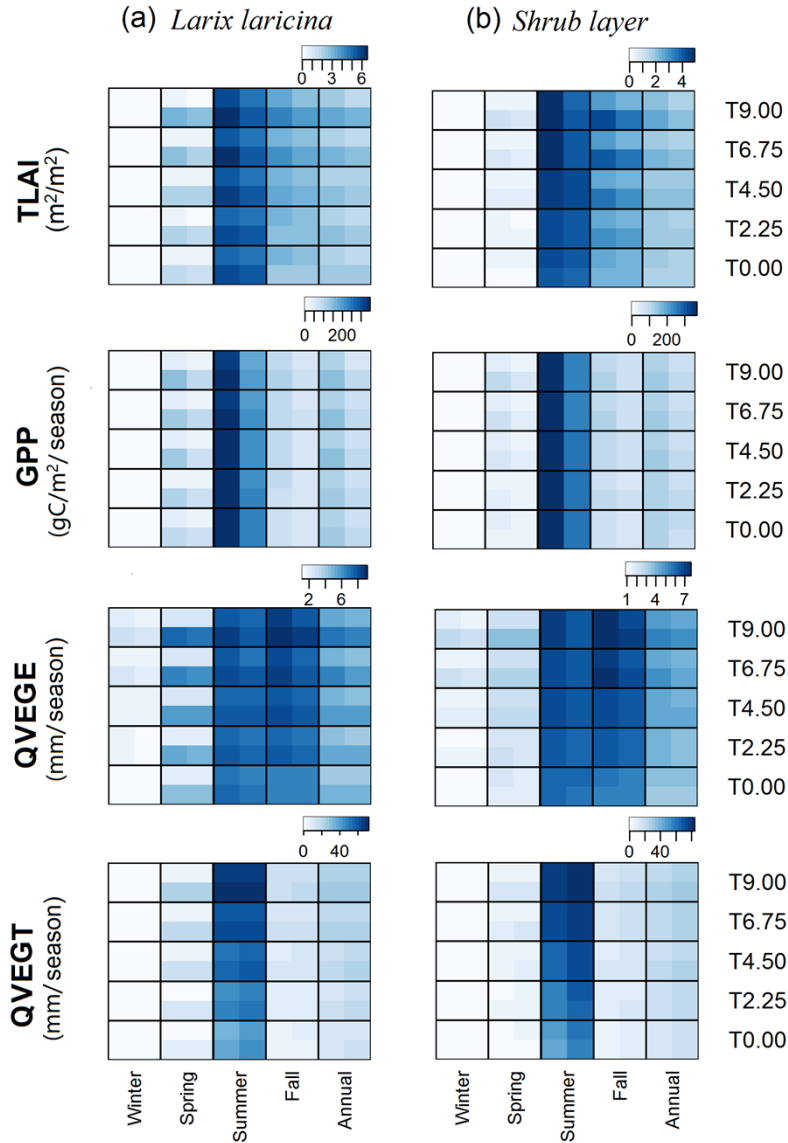 (a) Larix laricina (b) Shrub layer
0 3 6 0 2 4
TLAI
(m²/m²)
T9.00
T6.75
T4.50
T2.25
T0.00
0 200 0 200
GPP
(gC/m²/ season)
T9.00
T6.75
T4.50
T2.25
T0.00
2 6 1 4 7
QVEGE
(mm/ season)
T9.00
T6.75
T4.50
T2.25
T0.00
0 40 0 40
QVEGT
(mm/ season)
T9.00
T6.75
T4.50
T2.25
T0.00
Winter Spring Summer Fall Annual Winter Spring Summer Fall Annual